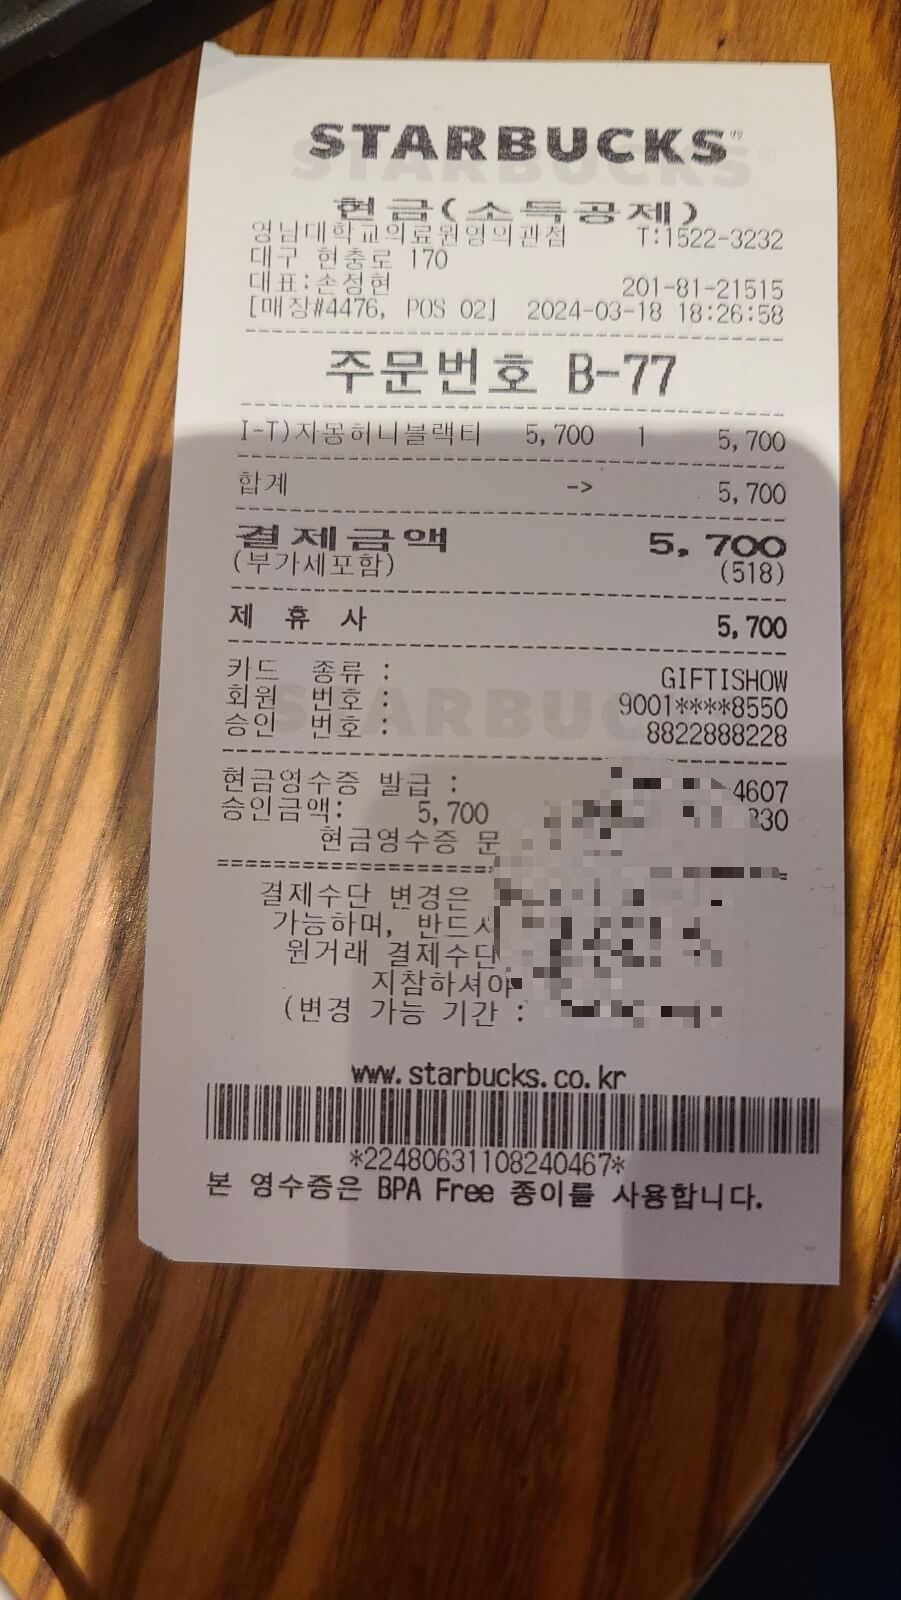 STARBUCKS®
현금(소득공제)
영남대학교의료원영의관점 T:1522-3232
대구 현충로 170
대표:손정현 201-81-21515
[매장#4476, POS 02] 2024-03-18 18:26:58
주문번호 B-77
I-T)자몽허니블랙티 5,700 1 5,700
합계 -> 5,700
결제금액 5,700
(부가세포함) (518)
제 휴 사 5,700
카드 종류 : GIFTISHOW
회원 번호 : 9001****8550
승인 번호 : 8822888228
현금영수증 발급 : 4607
승인금액: 5,700 830
현금영수증 문
결제수단 변경은
가능하며, 반드시
원거래 결제수단
지참하셔야
(변경 가능 기간 :
www.starbucks.co.kr
*22480631108240467*
본 영수증은 BPA Free 종이를 사용합니다.